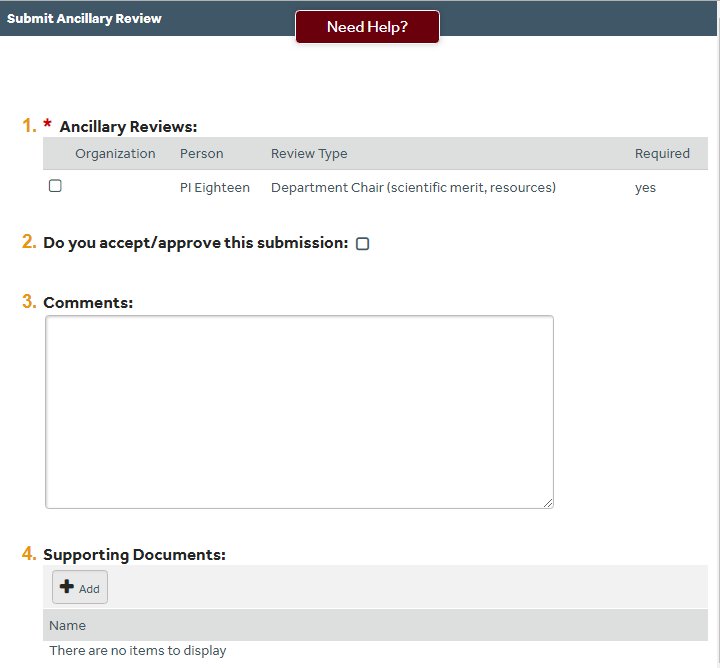 Submit Ancillary Review
Need Help?
1. * Ancillary Reviews:
Organization Person Review Type Required
PI Eighteen Department Chair (scientific merit, resources) yes
2. Do you accept/approve this submission:
3. Comments:
4. Supporting Documents:
+ Add
Name
There are no items to display